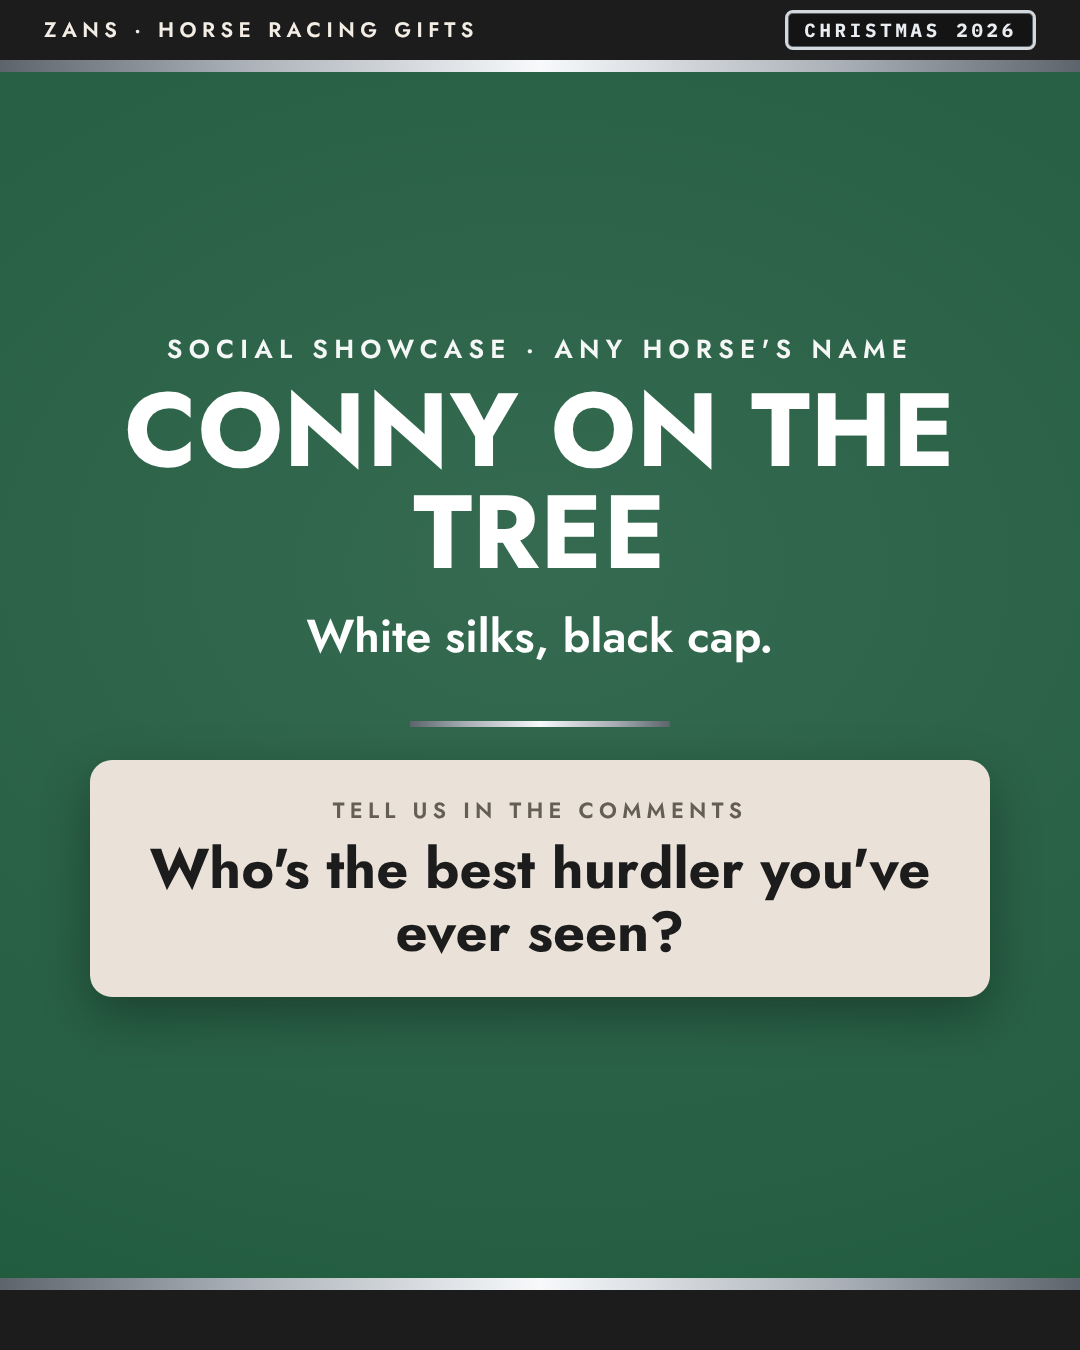 ZANS · HORSE RACING GIFTS
CHRISTMAS 2026
SOCIAL SHOWCASE · ANY HORSE'S NAME
CONNY ON THE
TREE
White silks, black cap.
TELL US IN THE COMMENTS
Who's the best hurdler you've
ever seen?